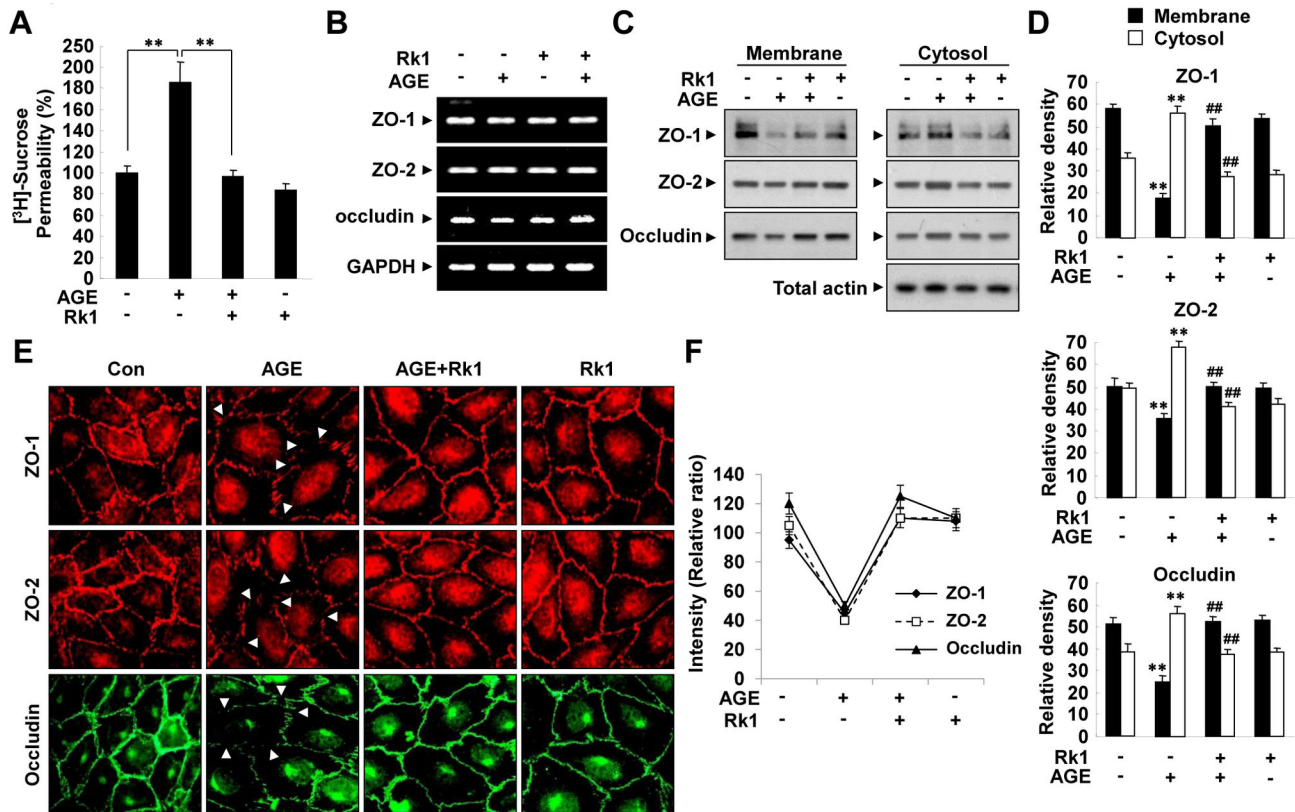 A
[³H]-Sucrose
Permeability (%)
250
200
180
160
140
120
100
80
60
40
20
0
** **
AGE - + + -
Rk1 - - + +
B
Rk1 - - + +
AGE - + - +
ZO-1
ZO-2
occludin
GAPDH
C
Membrane Cytosol
Rk1 - - + + - - + +
AGE - + + - - + + -
ZO-1
ZO-2
Occludin
Total actin
D
Membrane
Cytosol
ZO-1
Relative density
70
60
50
40
30
20
10
0
** ** ## ##
Rk1 - - + +
AGE - + + -
ZO-2
Relative density
80
70
60
50
40
30
20
10
0
** ** ## ##
Rk1 - - + +
AGE - + + -
Occludin
Relative density
70
60
50
40
30
20
10
0
** ** ## ##
Rk1 - - + +
AGE - + + -
E
Con AGE AGE+Rk1 Rk1
ZO-1
ZO-2
Occludin
F
Intensity (Relative ratio)
140
120
100
80
60
40
20
0
ZO-1
ZO-2
Occludin
AGE - + + -
Rk1 - - + +